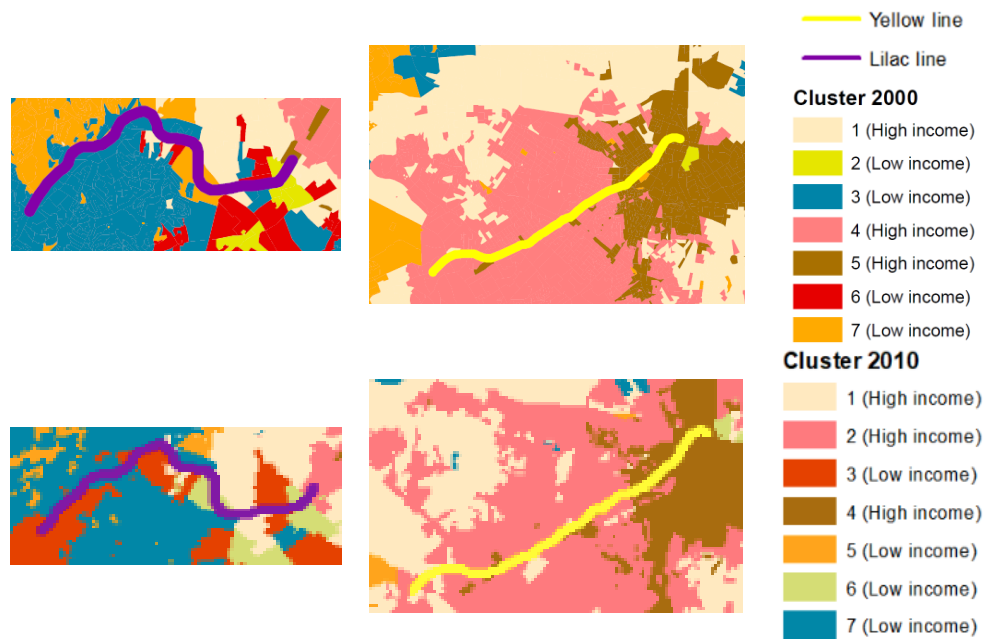 Yellow line
Lilac line
Cluster 2000
1 (High income)
2 (Low income)
3 (Low income)
4 (High income)
5 (High income)
6 (Low income)
7 (Low income)
Cluster 2010
1 (High income)
2 (High income)
3 (Low income)
4 (High income)
5 (Low income)
6 (Low income)
7 (Low income)